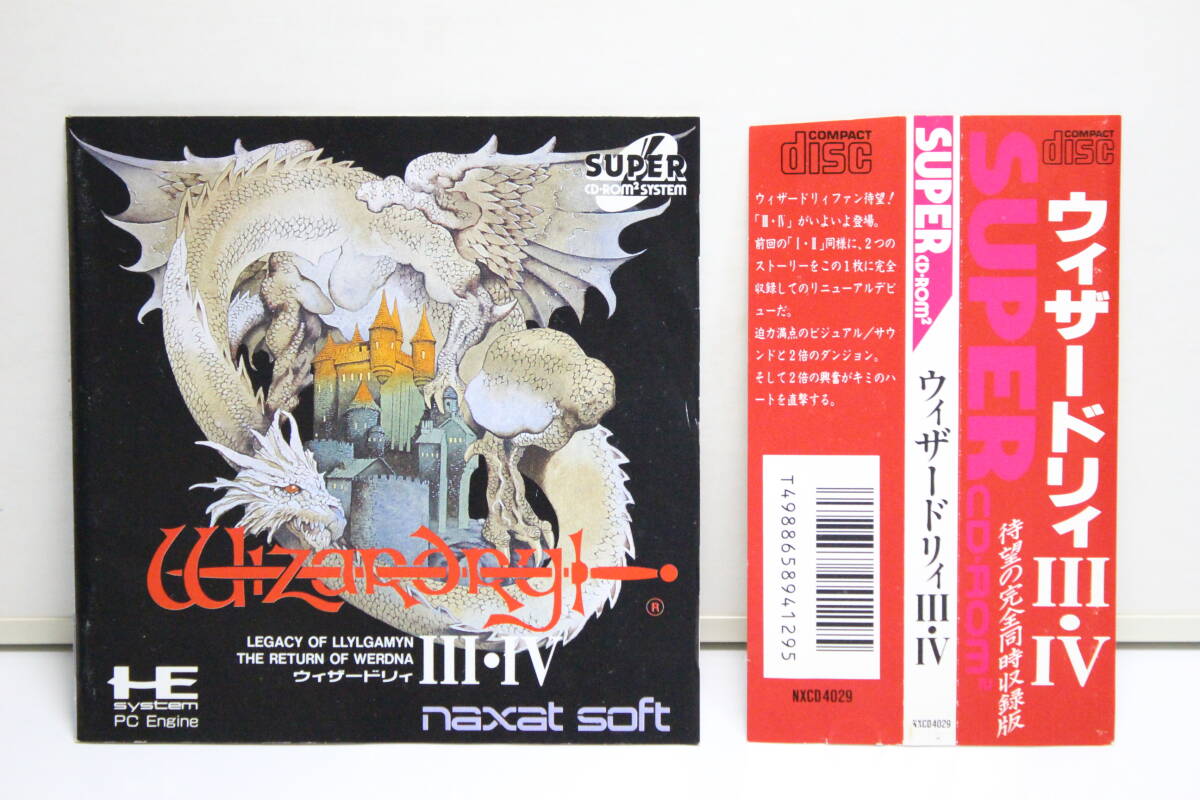 SUPER
CD-ROM² SYSTEM
Wizardry
®
LEGACY OF LLYLGAMYN
THE RETURN OF WERDNA
ウィザードリィ
III・IV
HE
system
PC Engine
naxat soft
COMPACT
disc
ウィザードリィファン待望!
「III・IV」がいよいよ登場。
前回の「I・II」同様に、2つの
ストーリーをこの1枚に完全
収録してのリニューアルデビ
ューだ。
迫力満点のビジュアル/サウ
ンドと2倍のダンジョン。
そして2倍の興奮がキミのハ
ートを直撃する。
T4988658941295
NXCD4029
SUPER CD-ROM²
ウィザードリィIII・IV
NXCD4029
COMPACT
disc
SUPER CD-ROM²
ウィザードリィIII・IV
待望の完全同時収録版